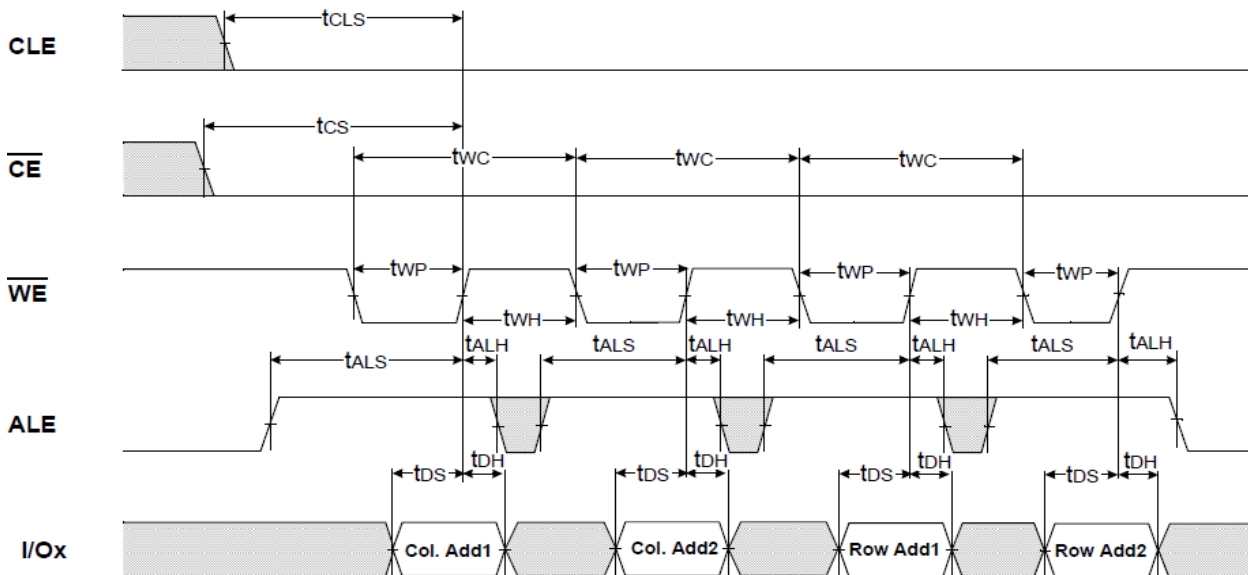 CLE
tCLS
CE
tCS
tWC tWC tWC
WE
tWP tWP tWP tWP
tWH tWH tWH
ALE
tALS tALH tALS tALH tALS tALH tALS tALH
tDS tDH tDS tDH tDS tDH tDS tDH
I/Ox
Col. Add1 Col. Add2 Row Add1 Row Add2